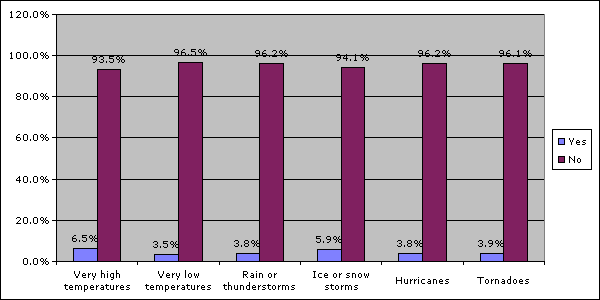 120.0%
100.0%
80.0%
60.0%
40.0%
20.0%
0.0%
93.5% 96.5% 96.2% 94.1% 96.2% 96.1%
6.5% 3.5% 3.8% 5.9% 3.8% 3.9%
Very high temperatures
Very low temperatures
Rain or thunderstorms
Ice or snow storms
Hurricanes
Tornadoes
Yes
No